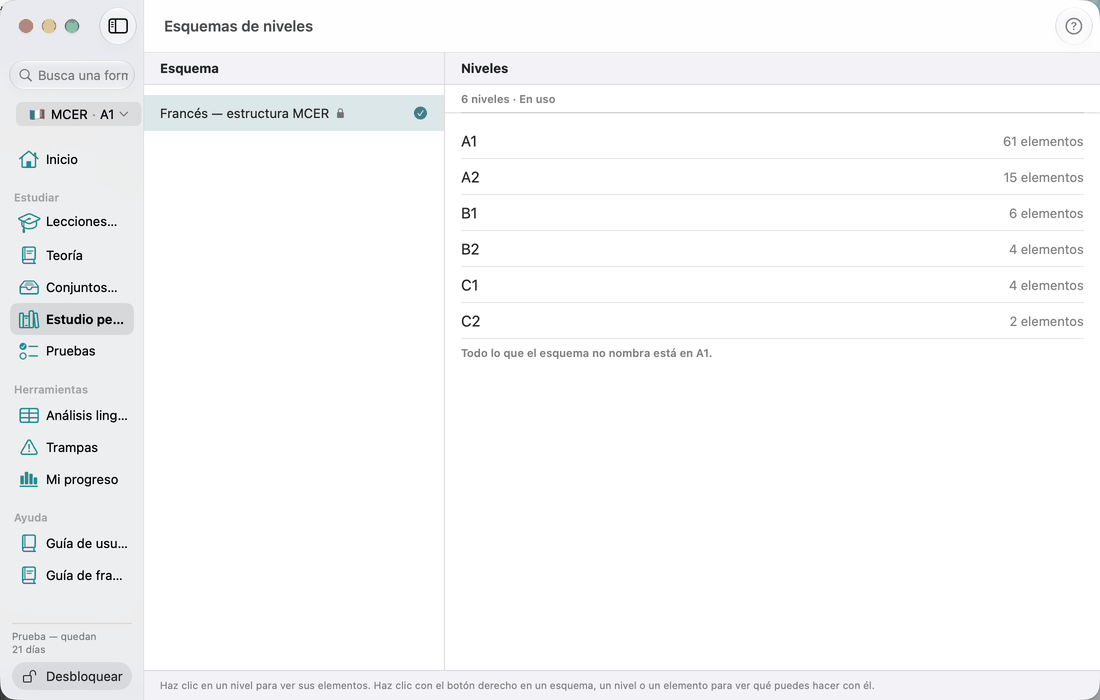 Esquemas de niveles
Busca una forn
MCER · A1
Inicio
Estudiar
Lecciones...
Teoría
Conjuntos...
Estudio pe...
Pruebas
Herramientas
Análisis ling...
Trampas
Mi progreso
Ayuda
Guía de usu...
Guía de fra...
Prueba — quedan
21 días
Desbloquear
Esquema
Francés — estructura MCER
Niveles
6 niveles · En uso
A1 61 elementos
A2 15 elementos
B1 6 elementos
B2 4 elementos
C1 4 elementos
C2 2 elementos
Todo lo que el esquema no nombra está en A1.
Haz clic en un nivel para ver sus elementos. Haz clic con el botón derecho en un esquema, un nivel o un elemento para ver qué puedes hacer con él.